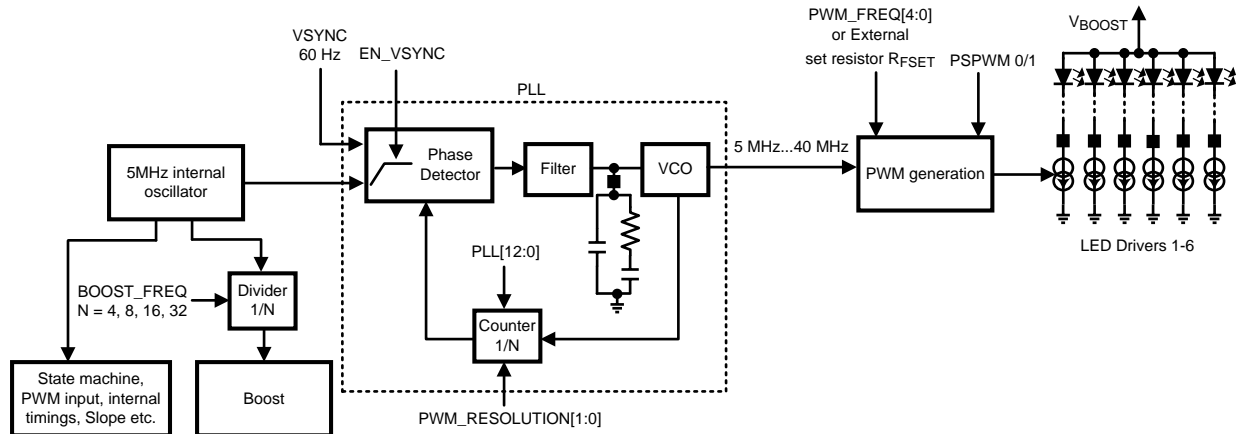 VSYNC
60 Hz
EN_VSYNC
PWM_FREQ[4:0]
or External
set resistor RFSET
PSPWM 0/1
VBOOST
PLL
5MHz internal
oscillator
Phase
Detector
Filter
VCO
5 MHz...40 MHz
PWM generation
LED Drivers 1-6
PLL[12:0]
BOOST_FREQ
N = 4, 8, 16, 32
Divider
1/N
Counter
1/N
State machine,
PWM input, internal
timings, Slope etc.
Boost
PWM_RESOLUTION[1:0]